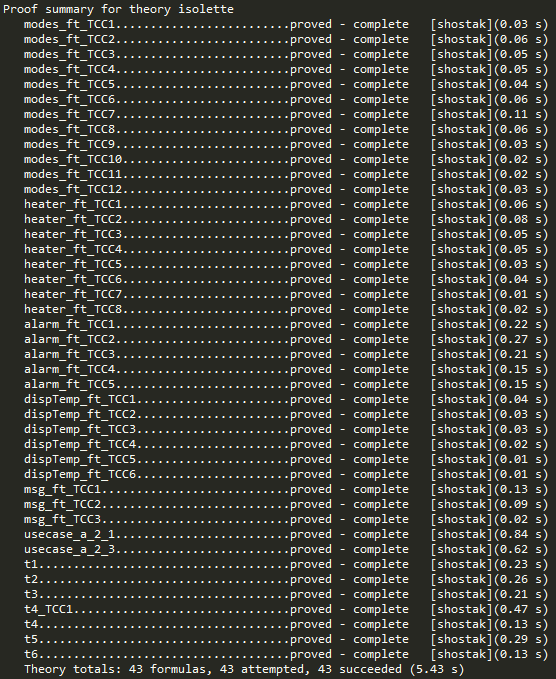 Proof summary for theory isolette
modes_ft_TCC1.........................proved - complete [shostak](0.03 s)
modes_ft_TCC2.........................proved - complete [shostak](0.06 s)
modes_ft_TCC3.........................proved - complete [shostak](0.05 s)
modes_ft_TCC4.........................proved - complete [shostak](0.05 s)
modes_ft_TCC5.........................proved - complete [shostak](0.04 s)
modes_ft_TCC6.........................proved - complete [shostak](0.06 s)
modes_ft_TCC7.........................proved - complete [shostak](0.11 s)
modes_ft_TCC8.........................proved - complete [shostak](0.06 s)
modes_ft_TCC9.........................proved - complete [shostak](0.03 s)
modes_ft_TCC10........................proved - complete [shostak](0.02 s)
modes_ft_TCC11........................proved - complete [shostak](0.02 s)
modes_ft_TCC12........................proved - complete [shostak](0.03 s)
heater_ft_TCC1........................proved - complete [shostak](0.06 s)
heater_ft_TCC2........................proved - complete [shostak](0.08 s)
heater_ft_TCC3........................proved - complete [shostak](0.05 s)
heater_ft_TCC4........................proved - complete [shostak](0.05 s)
heater_ft_TCC5........................proved - complete [shostak](0.03 s)
heater_ft_TCC6........................proved - complete [shostak](0.04 s)
heater_ft_TCC7........................proved - complete [shostak](0.01 s)
heater_ft_TCC8........................proved - complete [shostak](0.02 s)
alarm_ft_TCC1.........................proved - complete [shostak](0.22 s)
alarm_ft_TCC2.........................proved - complete [shostak](0.27 s)
alarm_ft_TCC3.........................proved - complete [shostak](0.21 s)
alarm_ft_TCC4.........................proved - complete [shostak](0.15 s)
alarm_ft_TCC5.........................proved - complete [shostak](0.15 s)
dispTemp_ft_TCC1......................proved - complete [shostak](0.04 s)
dispTemp_ft_TCC2......................proved - complete [shostak](0.03 s)
dispTemp_ft_TCC3......................proved - complete [shostak](0.03 s)
dispTemp_ft_TCC4......................proved - complete [shostak](0.02 s)
dispTemp_ft_TCC5......................proved - complete [shostak](0.01 s)
dispTemp_ft_TCC6......................proved - complete [shostak](0.01 s)
msg_ft_TCC1...........................proved - complete [shostak](0.13 s)
msg_ft_TCC2...........................proved - complete [shostak](0.09 s)
msg_ft_TCC3...........................proved - complete [shostak](0.02 s)
usecase_a_2_1.........................proved - complete [shostak](0.84 s)
usecase_a_2_3.........................proved - complete [shostak](0.62 s)
t1....................................proved - complete [shostak](0.23 s)
t2....................................proved - complete [shostak](0.26 s)
t3....................................proved - complete [shostak](0.21 s)
t4_TCC1...............................proved - complete [shostak](0.47 s)
t4....................................proved - complete [shostak](0.13 s)
t5....................................proved - complete [shostak](0.29 s)
t6....................................proved - complete [shostak](0.13 s)
Theory totals: 43 formulas, 43 attempted, 43 succeeded (5.43 s)